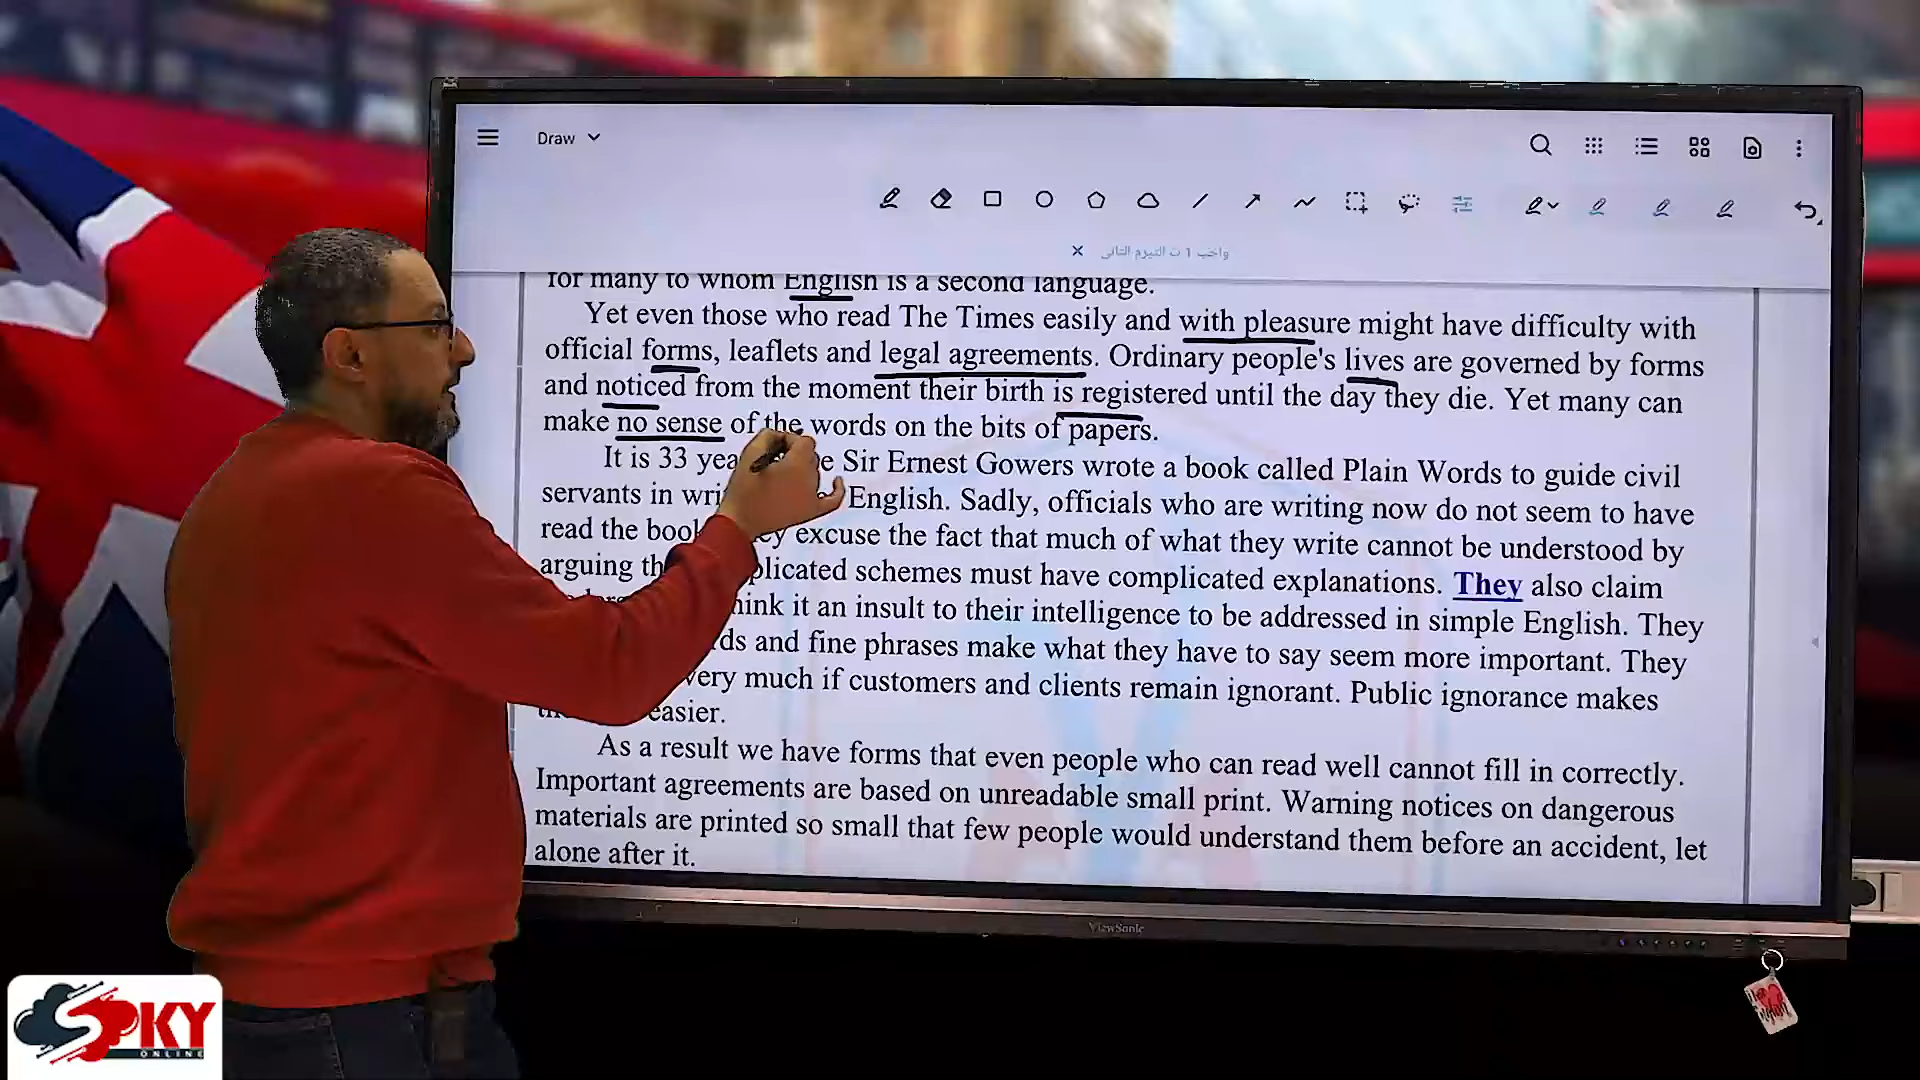 Draw
واجب 1 ث التيرم الثانى
for many to whom English is a second language.
Yet even those who read The Times easily and with pleasure might have difficulty with
official forms, leaflets and legal agreements. Ordinary people's lives are governed by forms
and noticed from the moment their birth is registered until the day they die. Yet many can
make no sense of the words on the bits of papers.
It is 33 yea e Sir Ernest Gowers wrote a book called Plain Words to guide civil
servants in wri English. Sadly, officials who are writing now do not seem to have
read the book ey excuse the fact that much of what they write cannot be understood by
arguing th plicated schemes must have complicated explanations. They also claim
hink it an insult to their intelligence to be addressed in simple English. They
ds and fine phrases make what they have to say seem more important. They
very much if customers and clients remain ignorant. Public ignorance makes
easier.
As a result we have forms that even people who can read well cannot fill in correctly.
Important agreements are based on unreadable small print. Warning notices on dangerous
materials are printed so small that few people would understand them before an accident, let
alone after it.
ViewSonic
SPKY
ONLINE